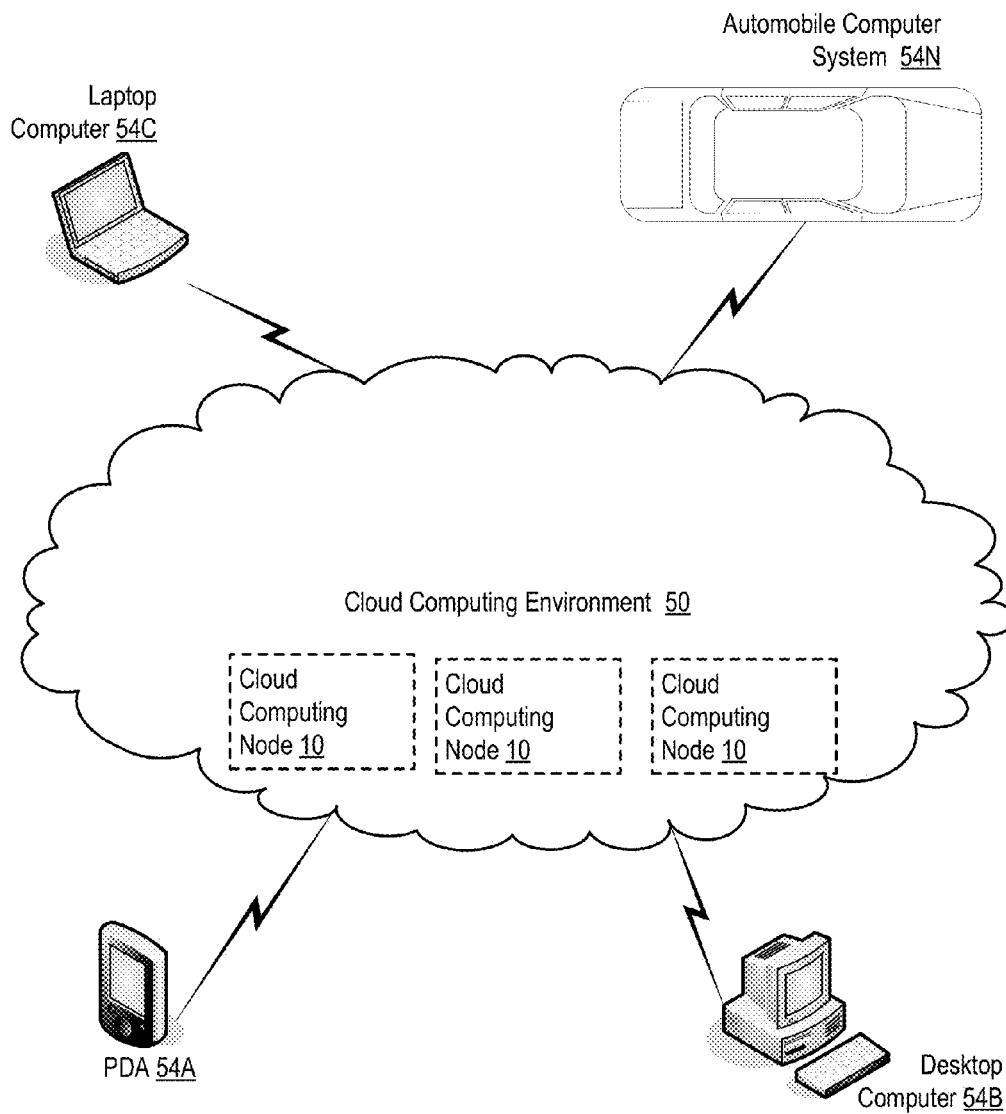 Automobile Computer
System 54N
Laptop
Computer 54C
Cloud Computing Environment 50
Cloud
Computing
Node 10
Cloud
Computing
Node 10
Cloud
Computing
Node 10
PDA 54A
Desktop
Computer 54B